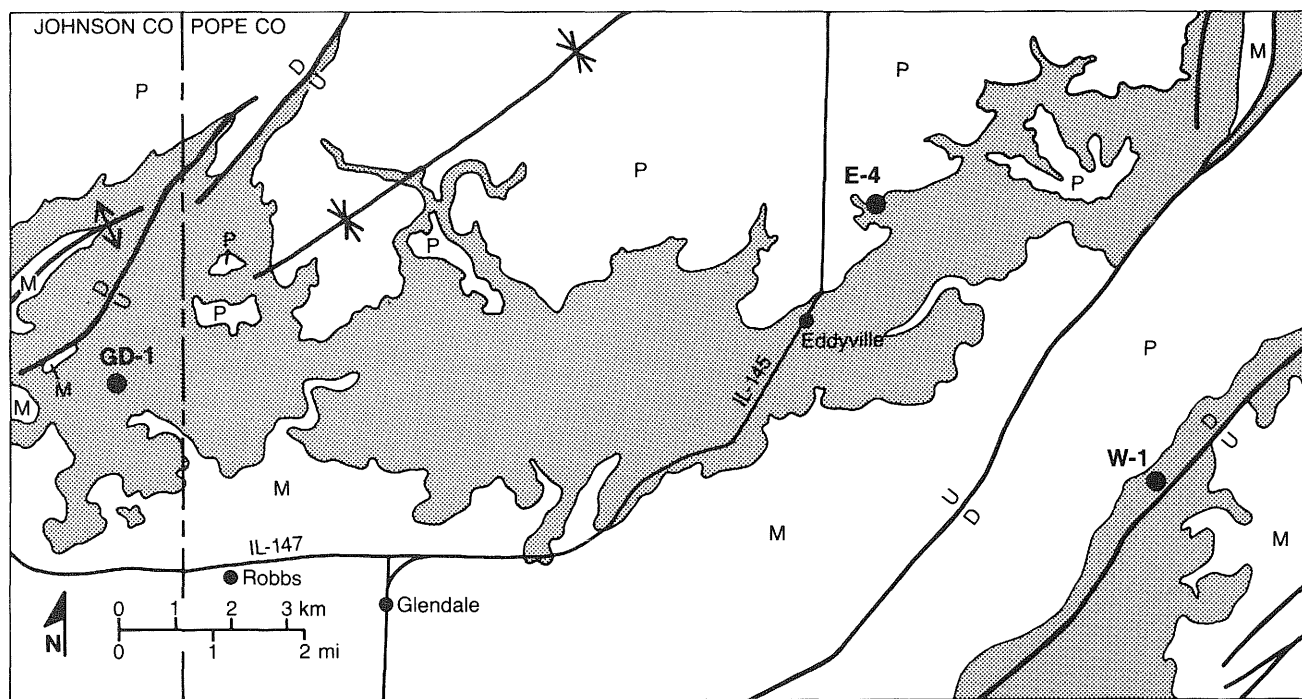 JOHNSON CO POPE CO
D
U
M
P
P
P
E-4
P
P
P
M
D
U
P
Eddyville
P
GD-1
M
M
IL-145
D
U
W-1
M
U
D
M
M
IL-147
Robbs
Glendale
0 1 2 3 km
0 1 2 mi
N